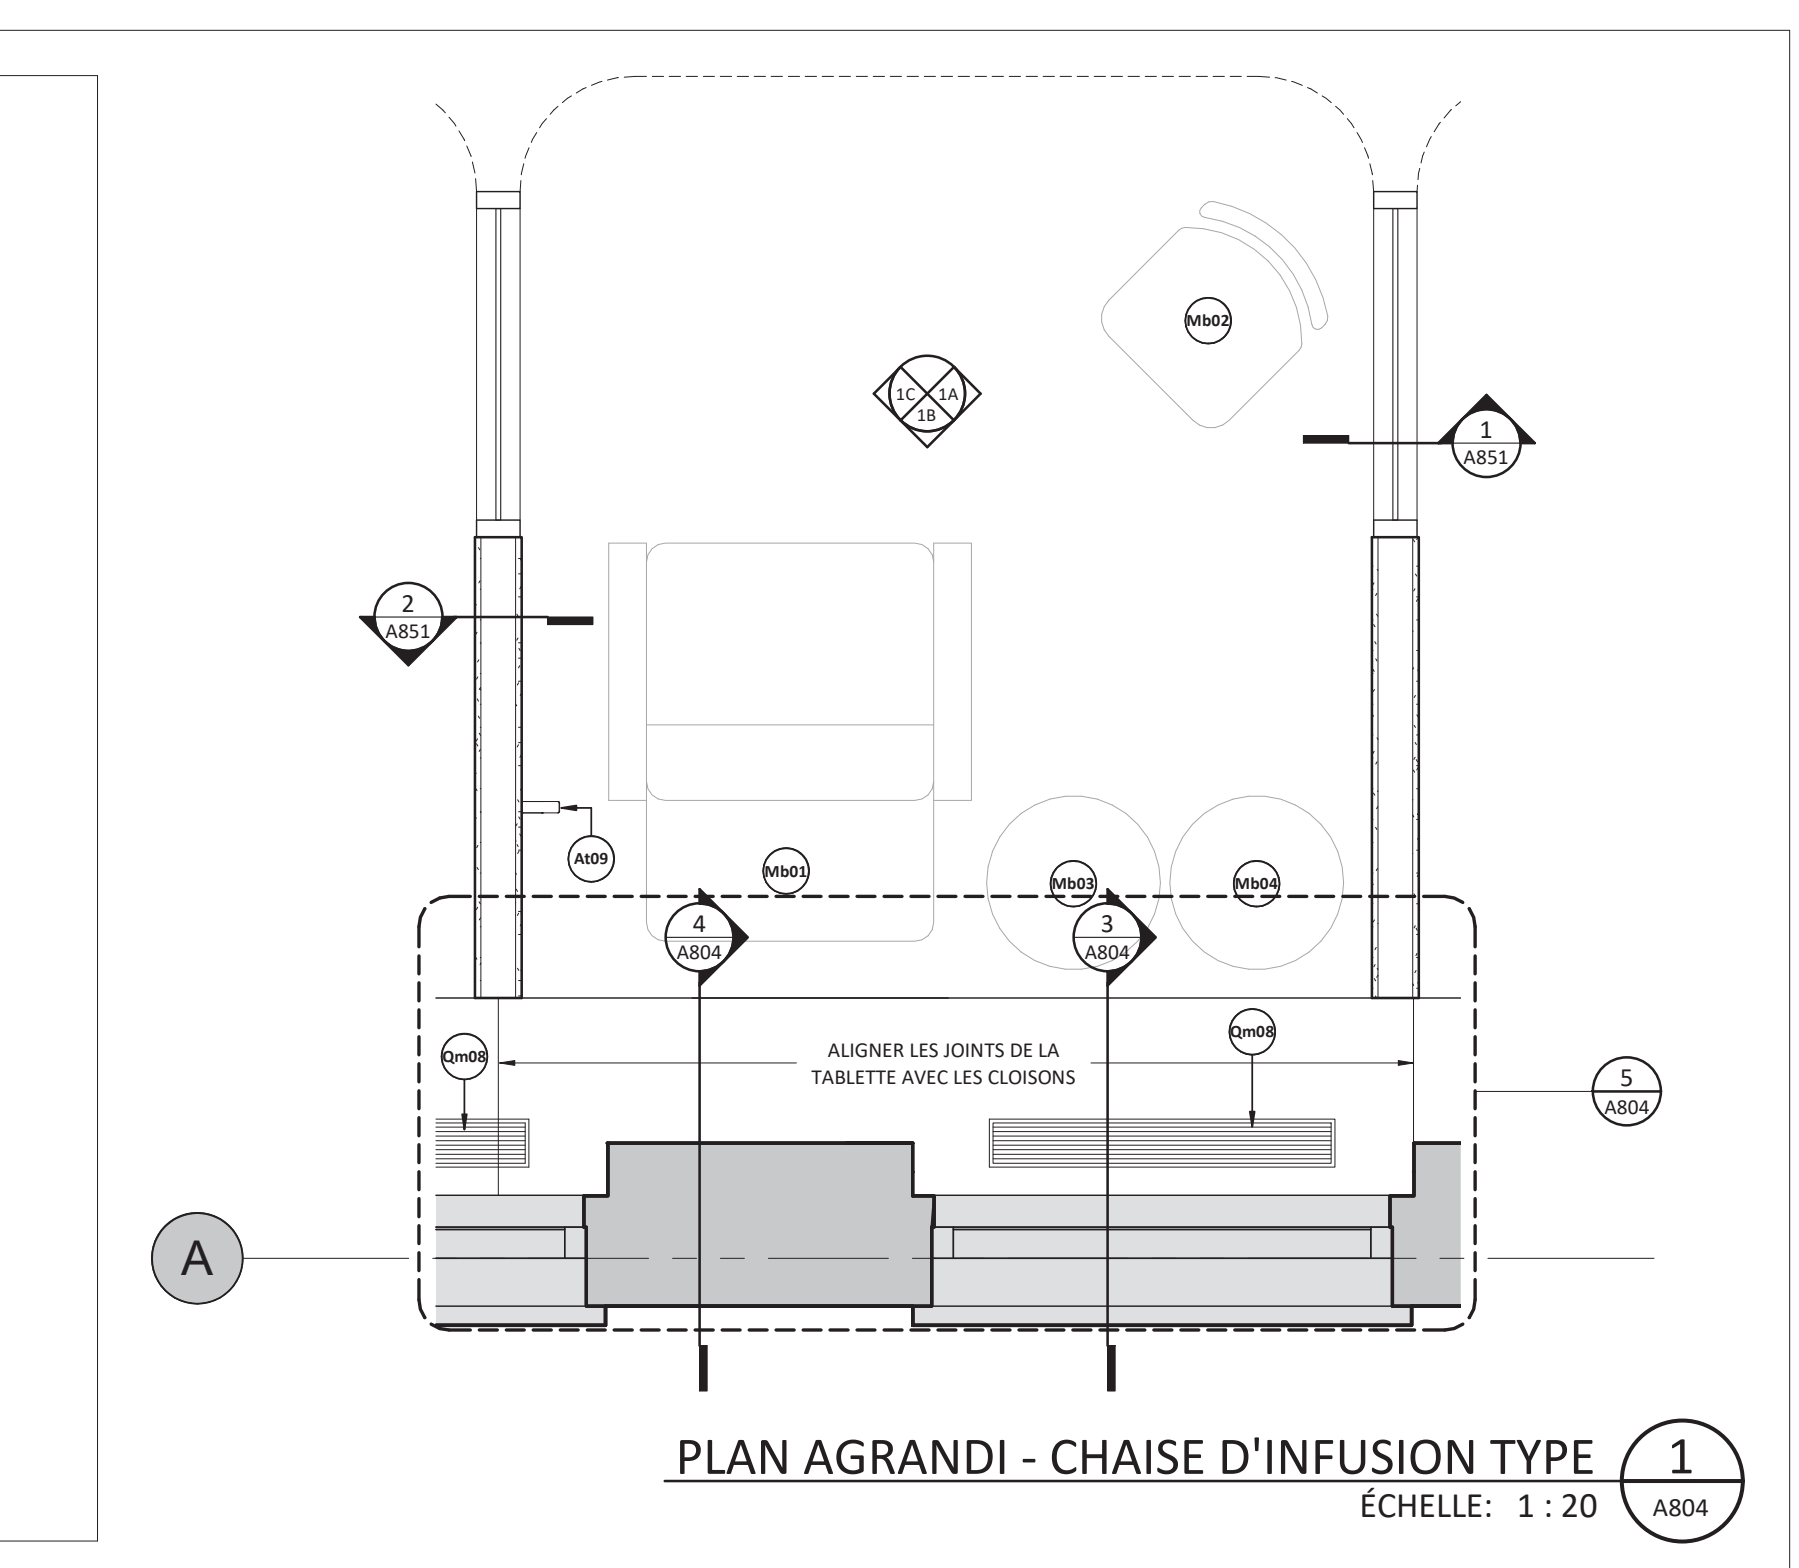 Mb02
1C 1A
1B
1
A851
2
A851
At09
Mb01
Mb03
Mb04
4
A804
3
A804
Qm08
Qm08
ALIGNER LES JOINTS DE LA
TABLETTE AVEC LES CLOISONS
5
A804
A
PLAN AGRANDI - CHAISE D'INFUSION TYPE
ÉCHELLE: 1 : 20
1
A804